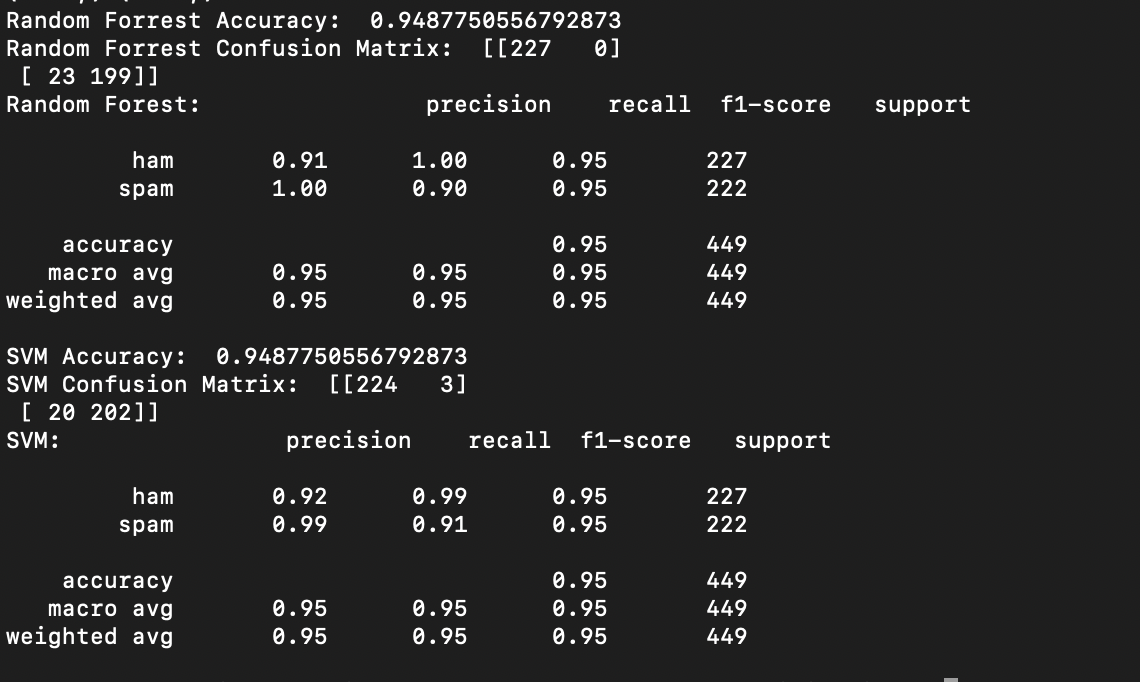 Random Forrest Accuracy:  0.9487750556792873
Random Forrest Confusion Matrix:  [[227   0]
 [ 23 199]]
Random Forest:                precision    recall  f1-score   support

         ham       0.91      1.00      0.95       227
        spam       1.00      0.90      0.95       222

    accuracy                           0.95       449
   macro avg       0.95      0.95      0.95       449
weighted avg       0.95      0.95      0.95       449

SVM Accuracy:  0.9487750556792873
SVM Confusion Matrix:  [[224   3]
 [ 20 202]]
SVM:                precision    recall  f1-score   support

         ham       0.92      0.99      0.95       227
        spam       0.99      0.91      0.95       222

    accuracy                           0.95       449
   macro avg       0.95      0.95      0.95       449
weighted avg       0.95      0.95      0.95       449